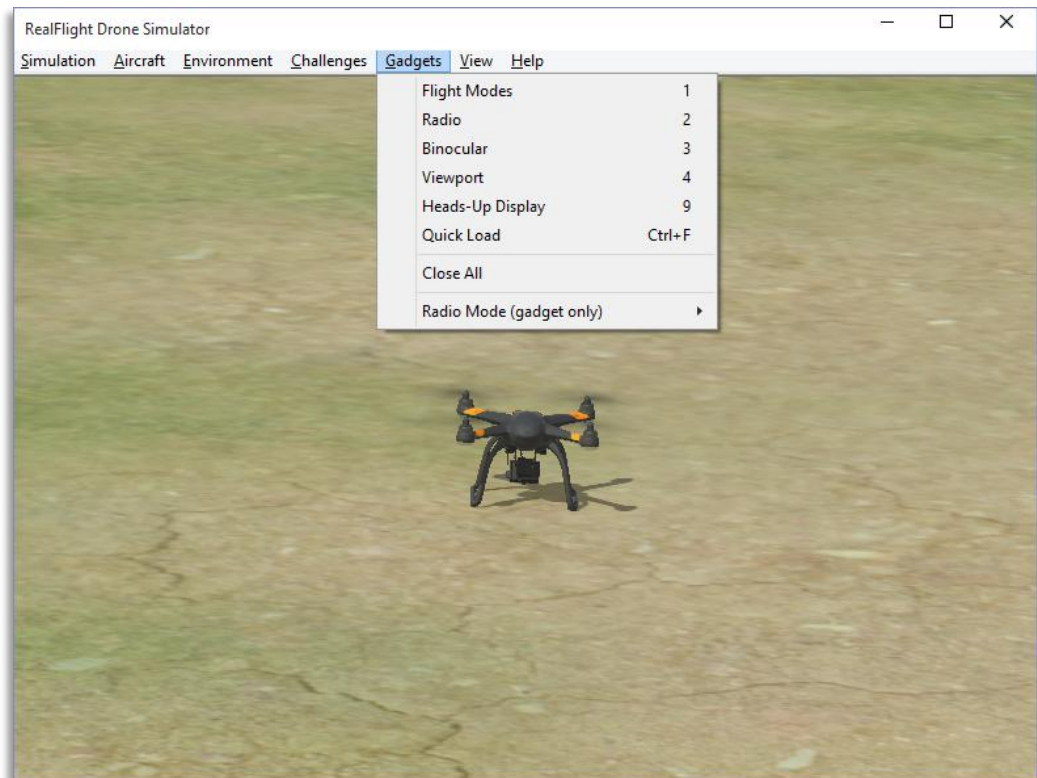 RealFlight Drone Simulator
Simulation Aircraft Environment Challenges Gadgets View Help
Flight Modes 1
Radio 2
Binocular 3
Viewport 4
Heads-Up Display 9
Quick Load Ctrl+F
Close All
Radio Mode (gadget only)